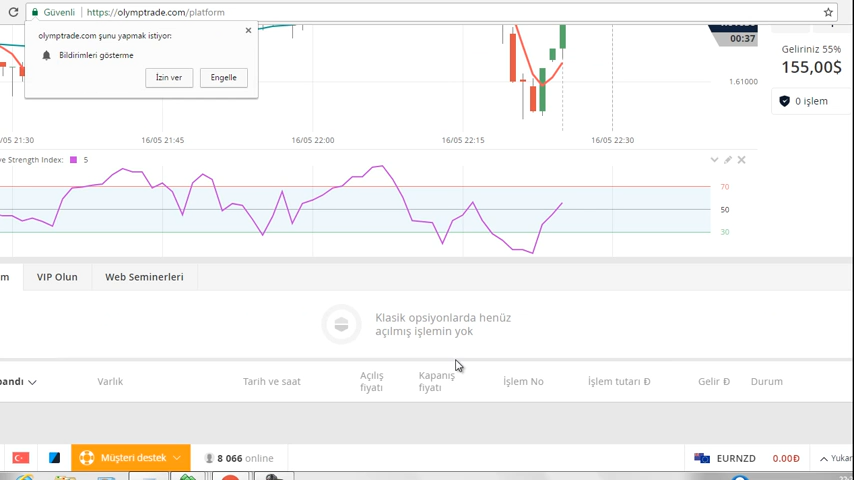 Güvenli
https://olymptrade.com/platform
olymptrade.com şunu yapmak istiyor:
Bildirimleri gösterme
İzin ver
Engelle
00:37
1.61000
Geliriniz 55%
155,00$
0 işlem
/05 21:30
16/05 21:45
16/05 22:00
16/05 22:15
16/05 22:30
ve Strength Index:
5
70
50
30
m
VIP Olun
Web Seminerleri
Klasik opsiyonlarda henüz
açılmış işlemin yok
pandı
Varlık
Tarih ve saat
Açılış
fiyatı
Kapanış
fiyatı
İşlem No
İşlem tutarı Đ
Gelir Đ
Durum
Müşteri destek
8 066 online
EURNZD
0.00Đ
Yukar